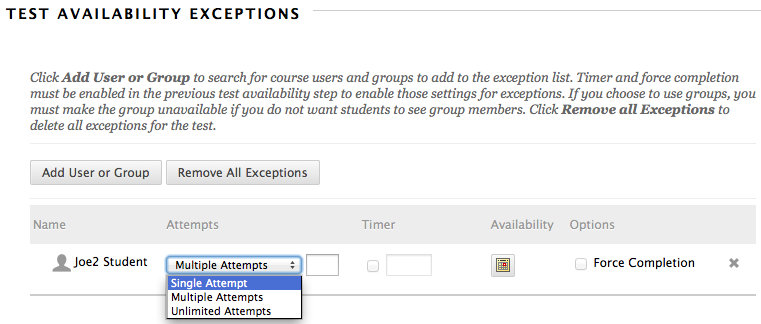 TEST AVAILABILITY EXCEPTIONS
Click Add User or Group to search for course users and groups to add to the exception list. Timer and force completion
must be enabled in the previous test availability step to enable those settings for exceptions. If you choose to use groups, you
must make the group unavailable if you do not want students to see group members. Click Remove all Exceptions to
delete all exceptions for the test.
Add User or Group Remove All Exceptions
Name Attempts Timer Availability Options
Joe2 Student Multiple Attempts Force Completion
Single Attempt
Multiple Attempts
Unlimited Attempts